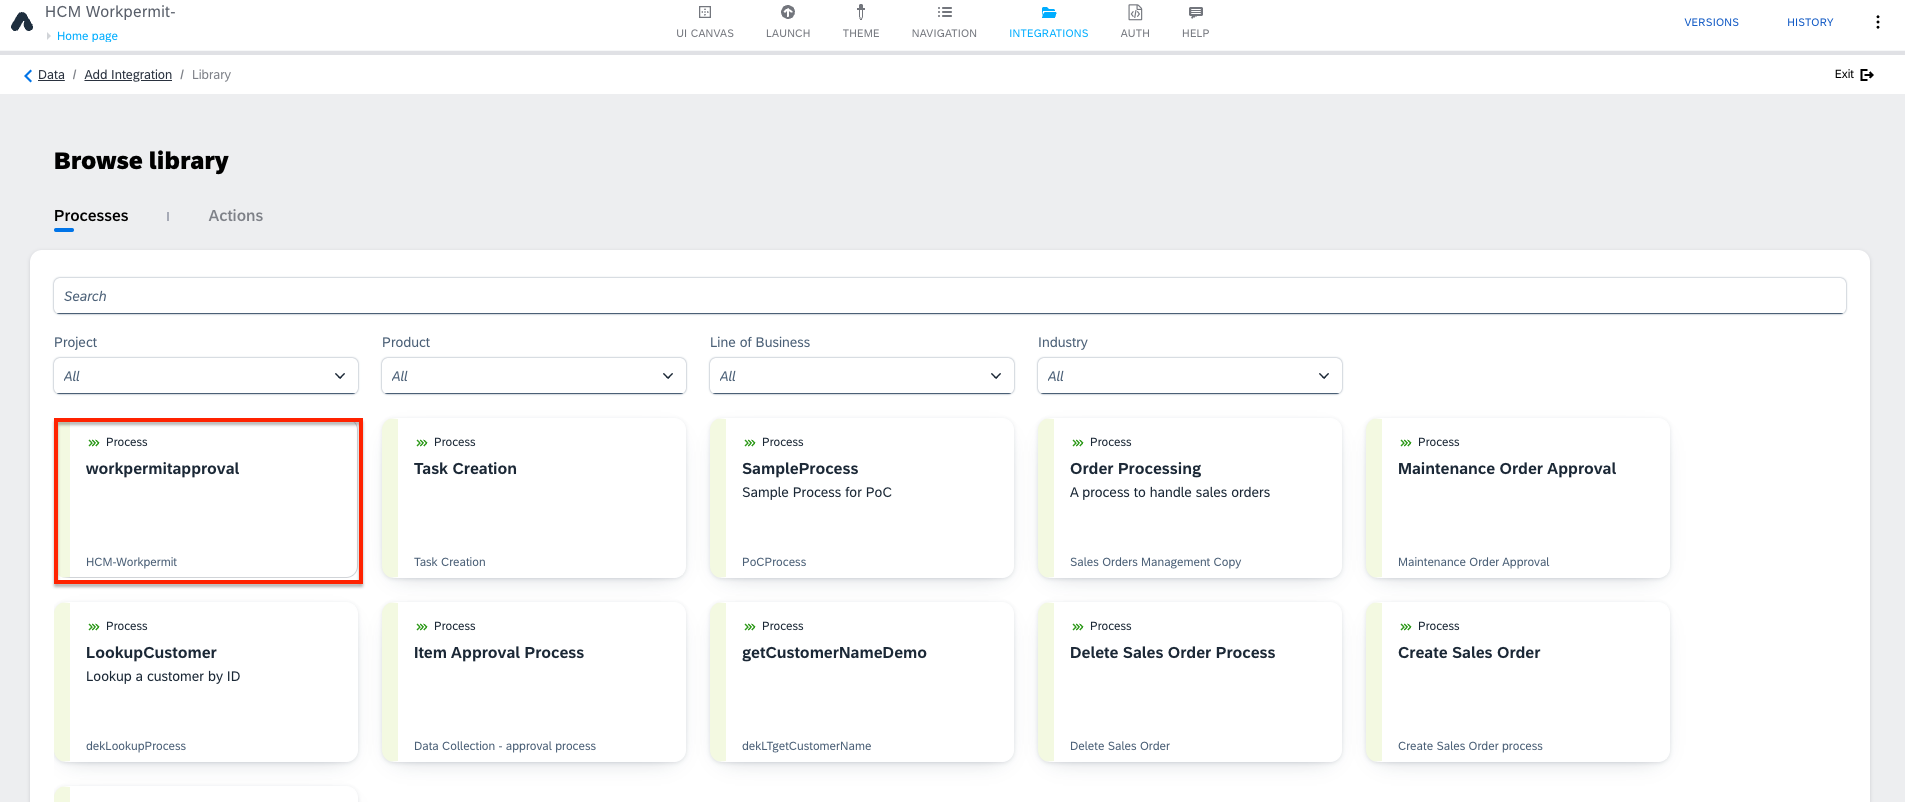 HCM Workpermit-
Home page
UI CANVAS
LAUNCH
THEME
NAVIGATION
INTEGRATIONS
AUTH
HELP
VERSIONS
HISTORY
Data / Add Integration / Library
Exit
Browse library
Processes | Actions
Search
Project
Product
Line of Business
Industry
All
All
All
All
Process
workpermitapproval
HCM-Workpermit
Process
Task Creation
Task Creation
Process
SampleProcess
Sample Process for PoC
PoCProcess
Process
Order Processing
A process to handle sales orders
Sales Orders Management Copy
Process
Maintenance Order Approval
Maintenance Order Approval
Process
LookupCustomer
Lookup a customer by ID
dekLookupProcess
Process
Item Approval Process
Data Collection - approval process
Process
getCustomerNameDemo
dekLTgetCustomerName
Process
Delete Sales Order Process
Delete Sales Order
Process
Create Sales Order
Create Sales Order process